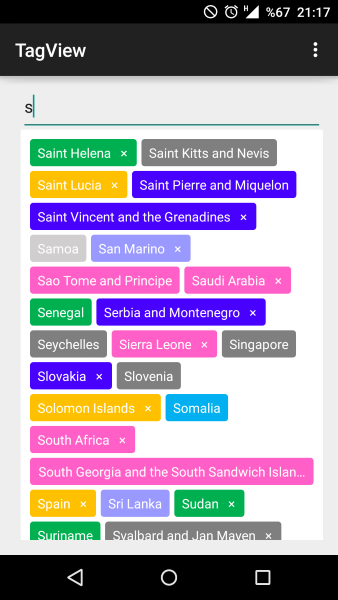 %67 21:17
TagView
s
Saint Helena × Saint Kitts and Nevis
Saint Lucia × Saint Pierre and Miquelon
Saint Vincent and the Grenadines ×
Samoa San Marino ×
Sao Tome and Principe Saudi Arabia ×
Senegal Serbia and Montenegro ×
Seychelles Sierra Leone × Singapore
Slovakia × Slovenia
Solomon Islands × Somalia
South Africa ×
South Georgia and the South Sandwich Islan...
Spain × Sri Lanka Sudan ×
Suriname Svalbard and Jan Mayen ×